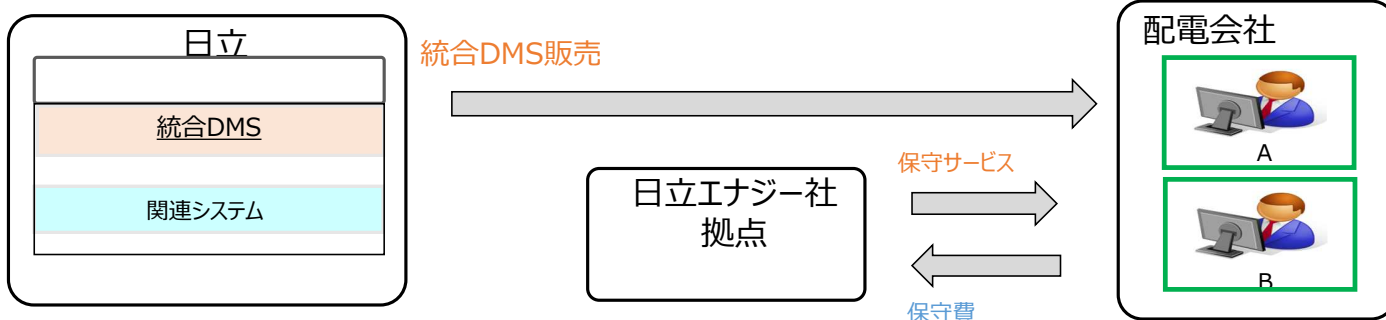 日立
統合DMS
関連システム
統合DMS販売
日立エナジー社
拠点
保守サービス
保守費
配電会社
A
B